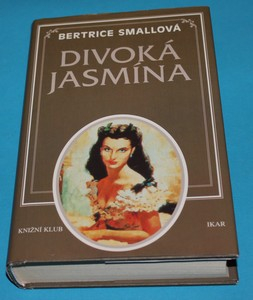 BERTRICE SMALLOVÁ
DIVOKÁ
JASMÍNA
KNIŽNÍ KLUB
IKAR